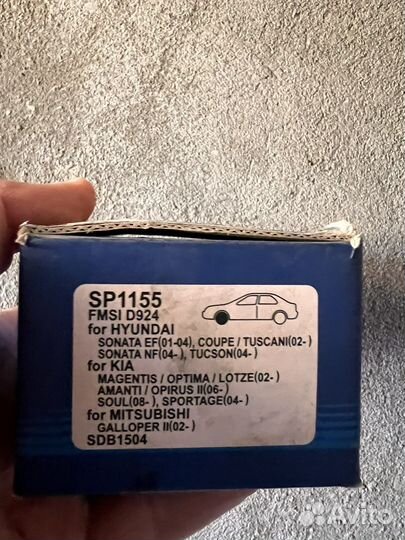 SP1155
FMSI D924
for HYUNDAI
SONATA EF(01-04), COUPE / TUSCANI(02- )
SONATA NF(04- ), TUCSON(04- )
for KIA
MAGENTIS / OPTIMA / LOTZE(02- )
AMANTI / OPIRUS II(06- )
SOUL(08- ), SPORTAGE(04- )
for MITSUBISHI
GALLOPER II(02- )
SDB1504
Avito